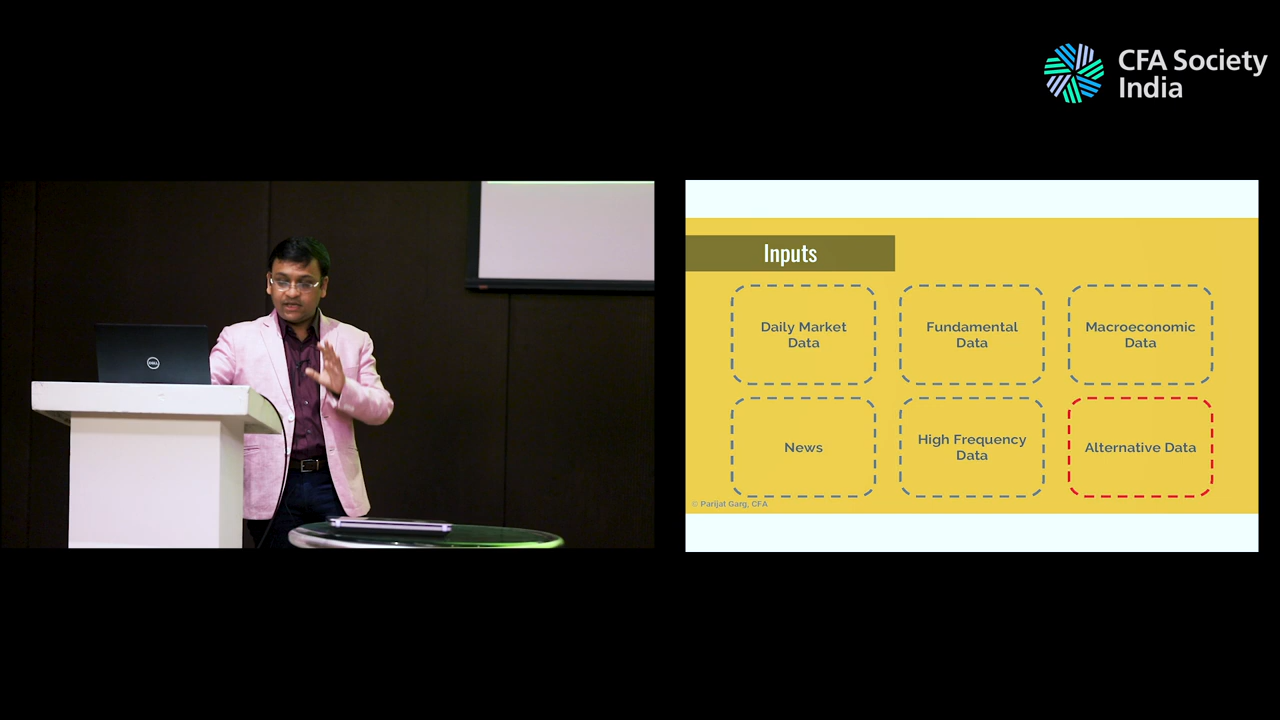 CFA Society
India
Inputs
Daily Market
Data
Fundamental
Data
Macroeconomic
Data
News
High Frequency
Data
Alternative Data
© Parijat Garg, CFA
DELL